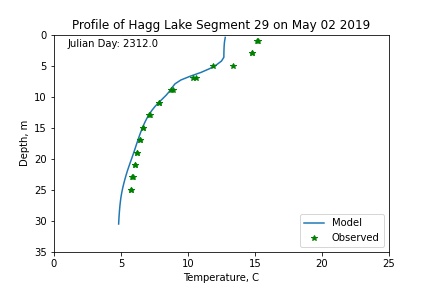 Profile of Hagg Lake Segment 29 on May 02 2019
Julian Day: 2312.0
0
5
10
15
20
25
30
35
Depth, m
0 5 10 15 20 25
Temperature, C
Model
Observed